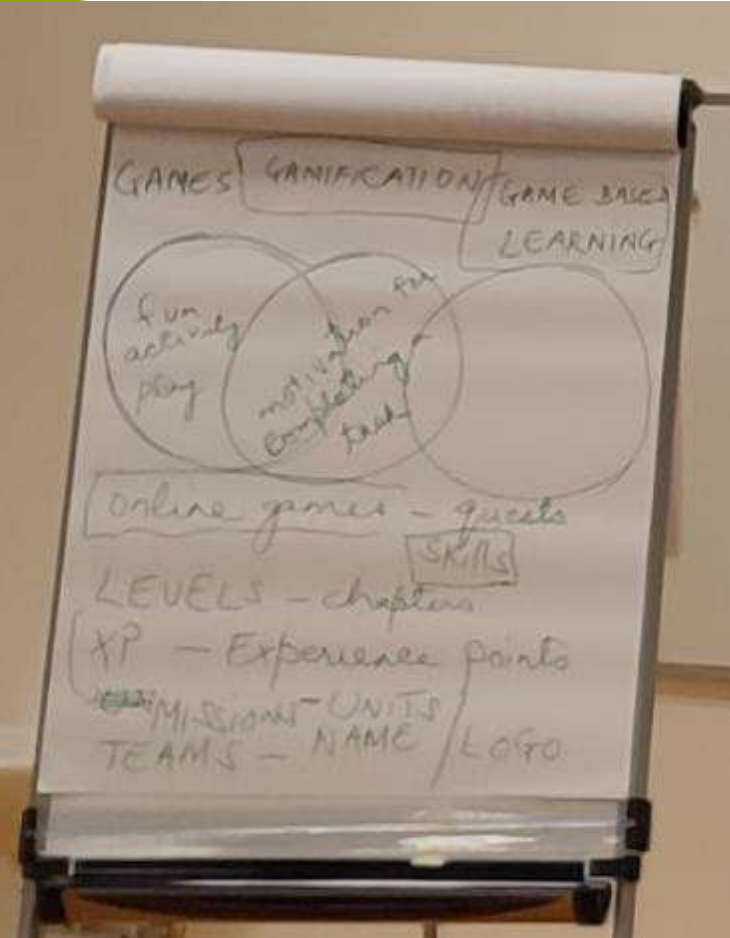 GAMES GAMIFICATION GAME BASED
LEARNING
fun
activity
play
motivation for
completing a
task
online games - quests
SKILLS
LEVELS - chapters
XP - Experience points
MISSIONS - UNITS
TEAMS - NAME / LOGO